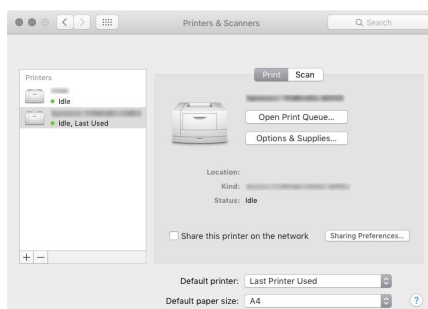 Printers & Scanners
Search
Printers
Idle
Idle, Last Used
+ −
Print Scan
Open Print Queue...
Options & Supplies...
Location:
Kind:
Status: Idle
Share this printer on the network
Sharing Preferences...
Default printer: Last Printer Used
Default paper size: A4
?